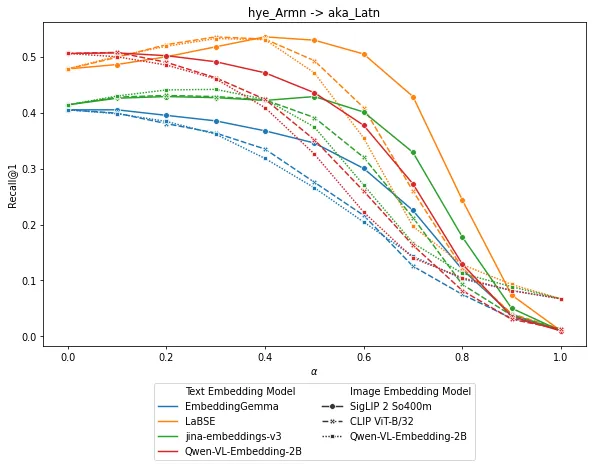 hye_Armn -> aka_Latn
Recall@1
0.5
0.4
0.3
0.2
0.1
0.0
0.0 0.2 0.4 0.6 0.8 1.0
α
Text Embedding Model
EmbeddingGemma
LaBSE
jina-embeddings-v3
Qwen-VL-Embedding-2B
Image Embedding Model
SigLIP 2 So400m
CLIP ViT-B/32
Qwen-VL-Embedding-2B